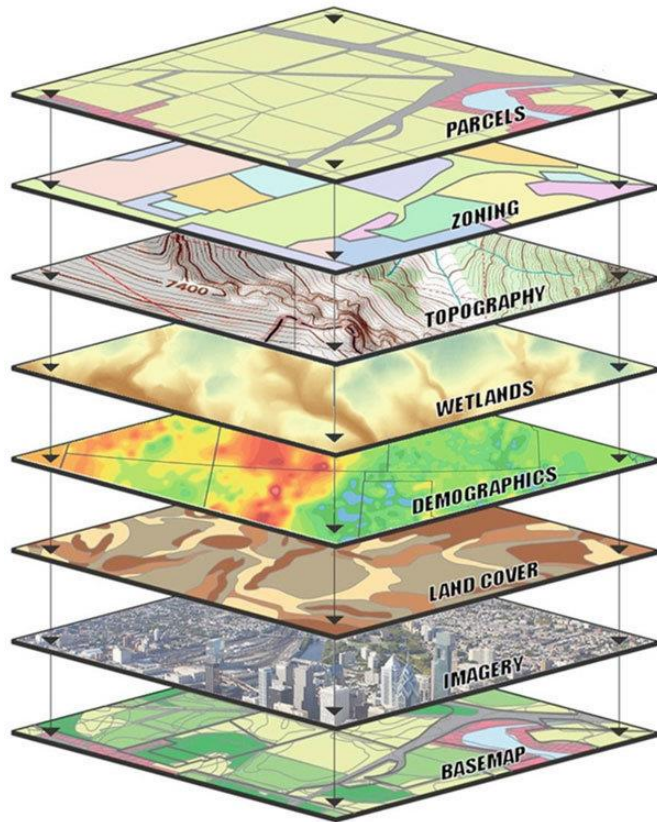 PARCELS
ZONING
7400
TOPOGRAPHY
WETLANDS
DEMOGRAPHICS
LAND COVER
IMAGERY
BASEMAP